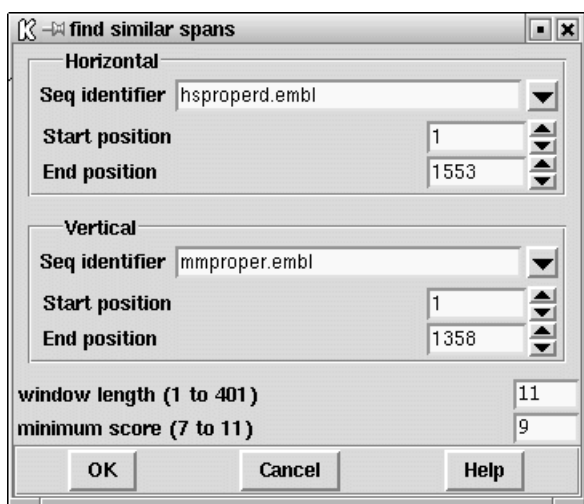 find similar spans
Horizontal
Seq identifier hsproperd.embl
Start position 1
End position 1553
Vertical
Seq identifier mmproper.embl
Start position 1
End position 1358
window length (1 to 401) 11
minimum score (7 to 11) 9
OK Cancel Help